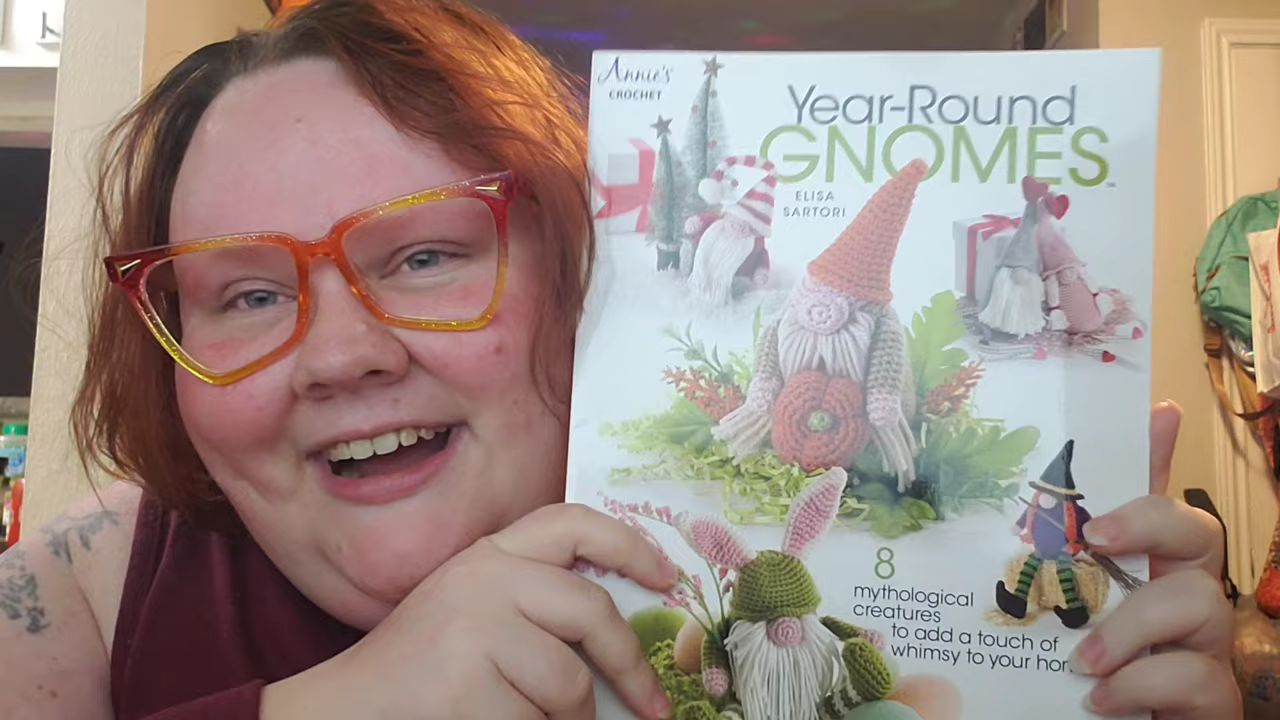 Annie's
CROCHET
Year-Round
GNOMES
ELISA
SARTORI
8
mythological
creatures
to add a touch of
whimsy to your